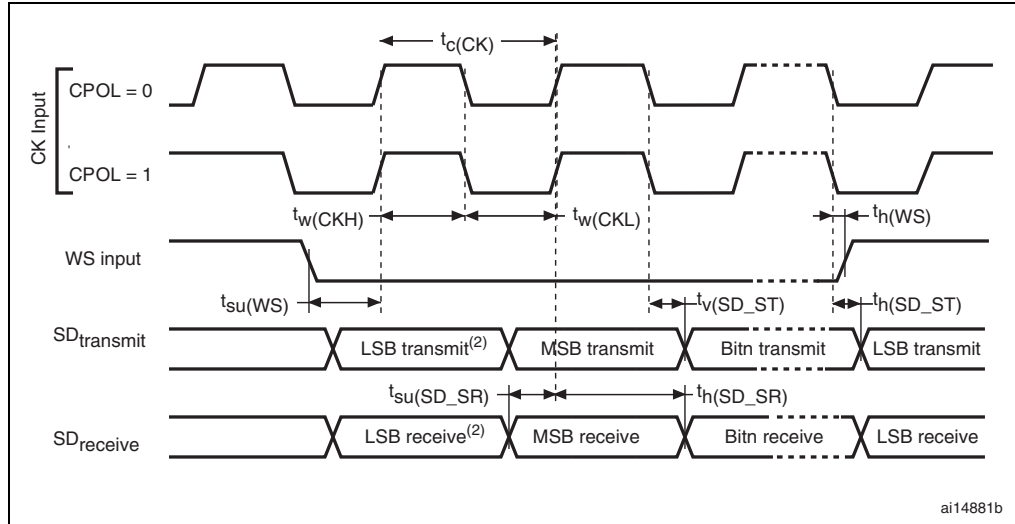 tc(CK)
CK Input
CPOL = 0
CPOL = 1
tw(CKH)
tw(CKL)
th(WS)
WS input
tsu(WS)
tv(SD_ST)
th(SD_ST)
SDtransmit
LSB transmit(2)
MSB transmit
Bitn transmit
LSB transmit
tsu(SD_SR)
th(SD_SR)
SDreceive
LSB receive(2)
MSB receive
Bitn receive
LSB receive
ai14881b